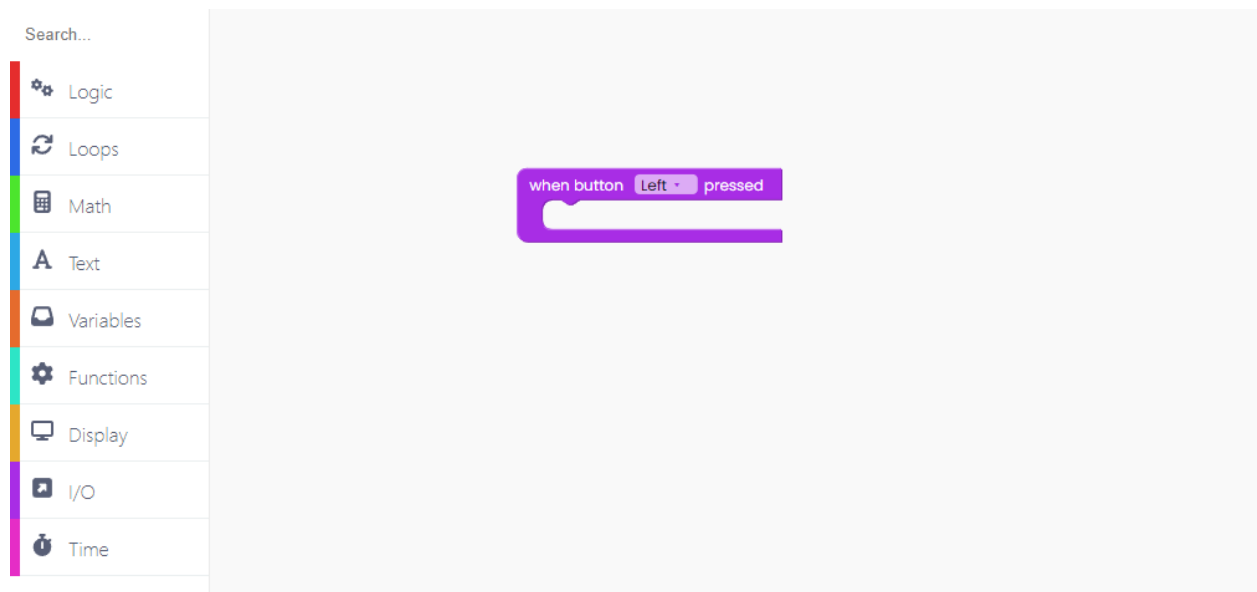 Search...
Logic
Loops
Math
Text
Variables
Functions
Display
I/O
Time
when button Left pressed